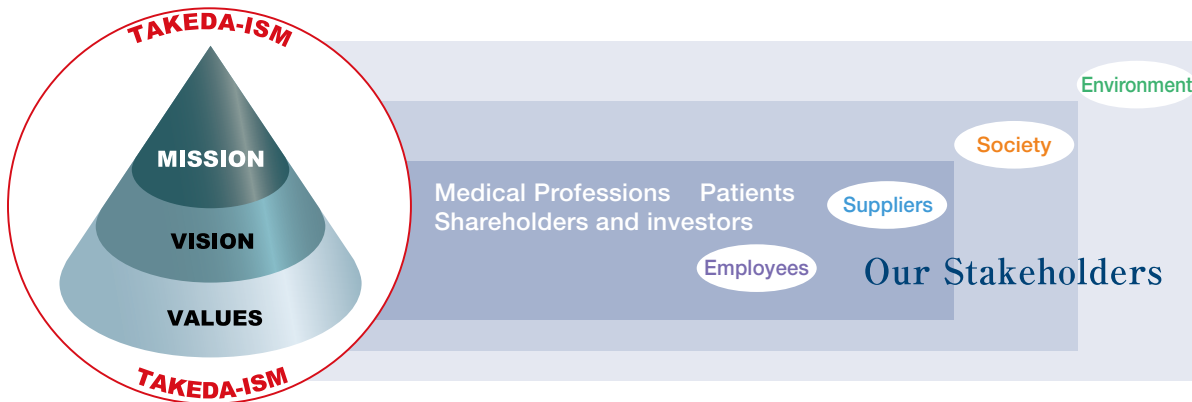 TAKEDA-ISM
MISSION
VISION
VALUES
TAKEDA-ISM
Environment
Society
Medical Professions Patients
Suppliers
Shareholders and investors
Employees
Our Stakeholders